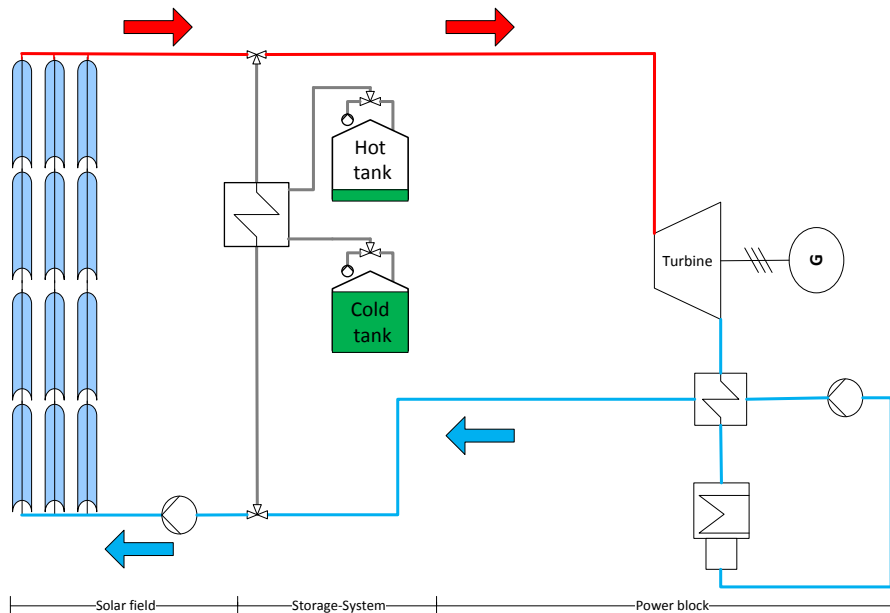 Hot
tank
Turbine
G
Cold
tank
Solar field
Storage-System
Power block